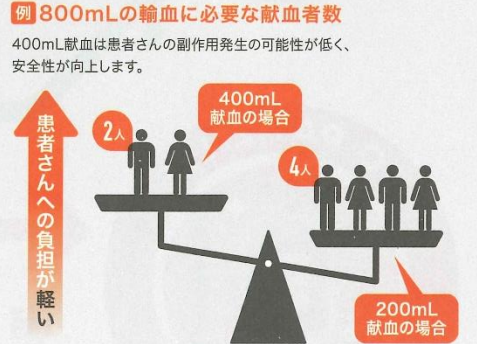 例 800mLの輸血に必要な献血者数
400mL献血は患者さんの副作用発生の可能性が低く、
安全性が向上します。
患者さんへの負担が軽い
2人
400mL
献血の場合
4人
200mL
献血の場合